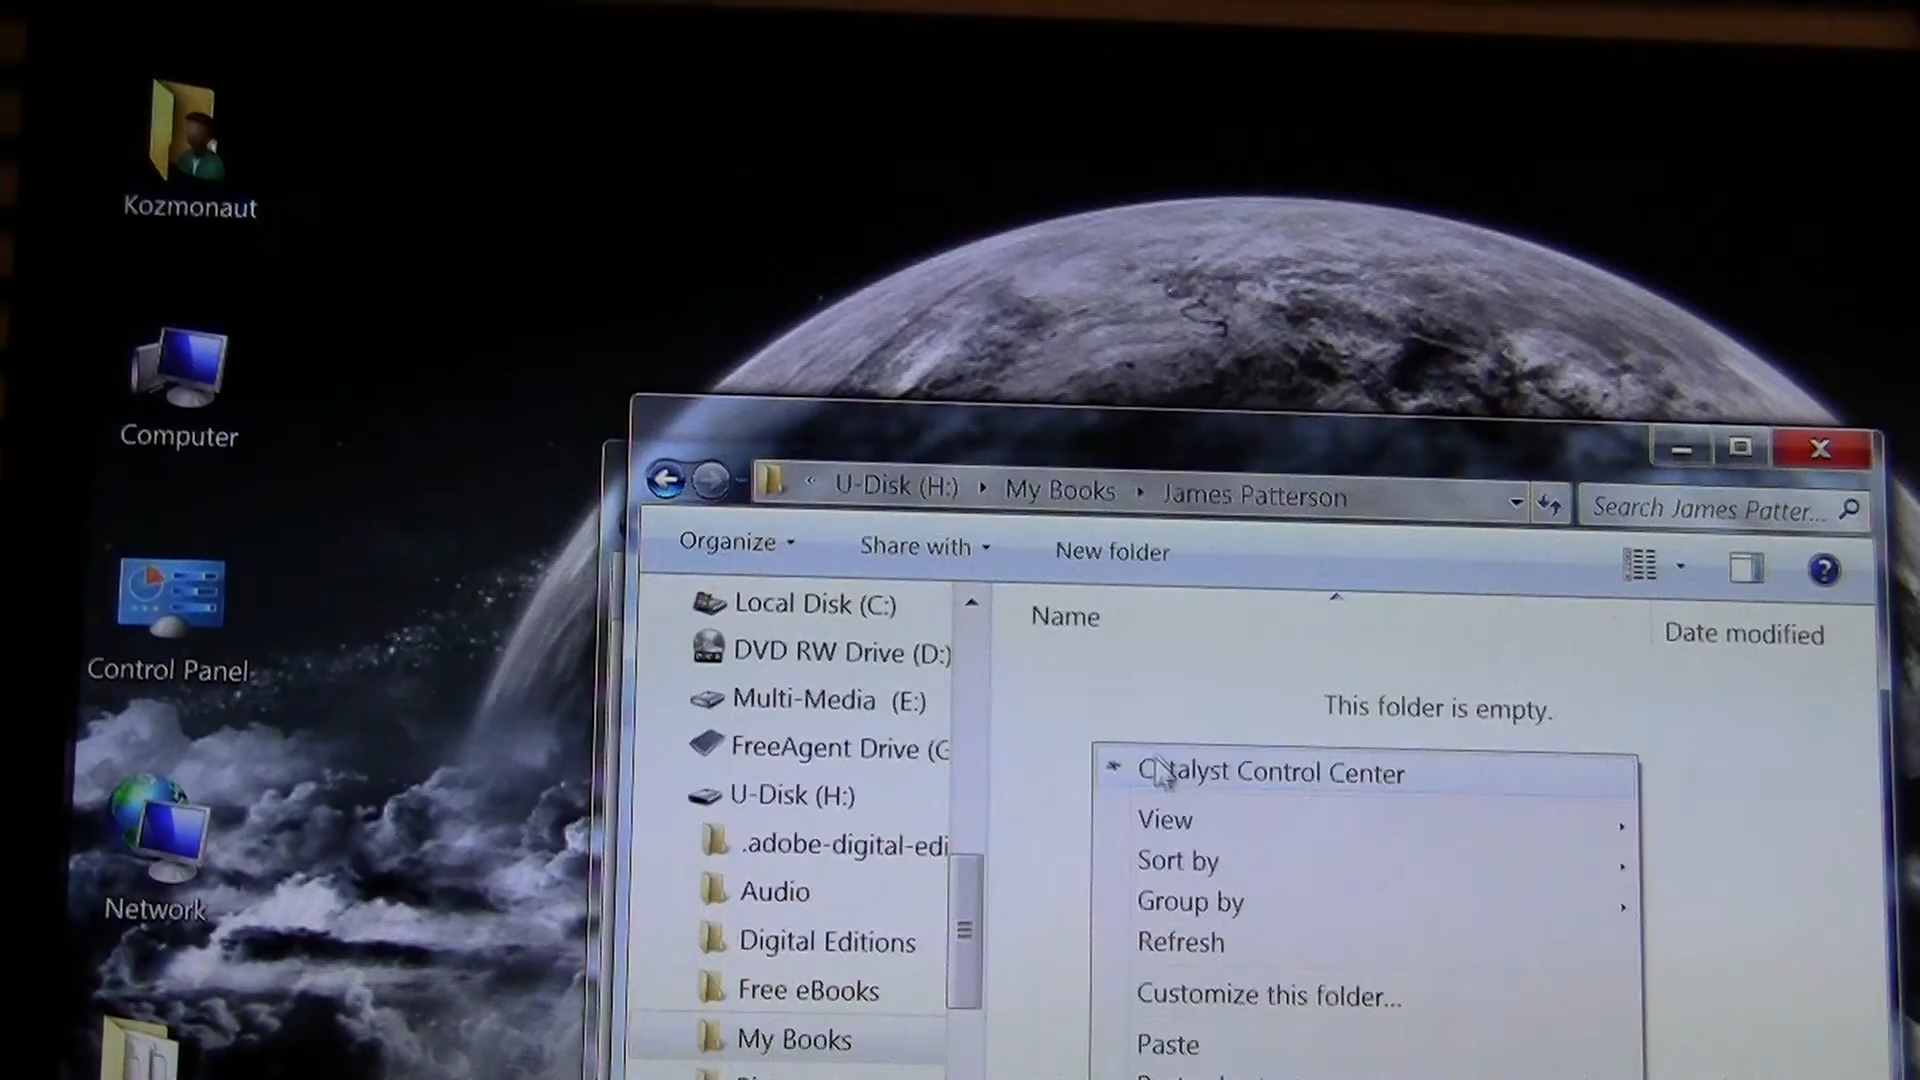 Kozmonaut
Computer
Control Panel
Network
U-Disk (H:) My Books James Patterson
Search James Patter...
Organize Share with New folder
Local Disk (C:)
DVD RW Drive (D:)
Multi-Media (E:)
FreeAgent Drive (G
U-Disk (H:)
.adobe-digital-edi
Audio
Digital Editions
Free eBooks
My Books
Name Date modified
This folder is empty.
Catalyst Control Center
View
Sort by
Group by
Refresh
Customize this folder...
Paste